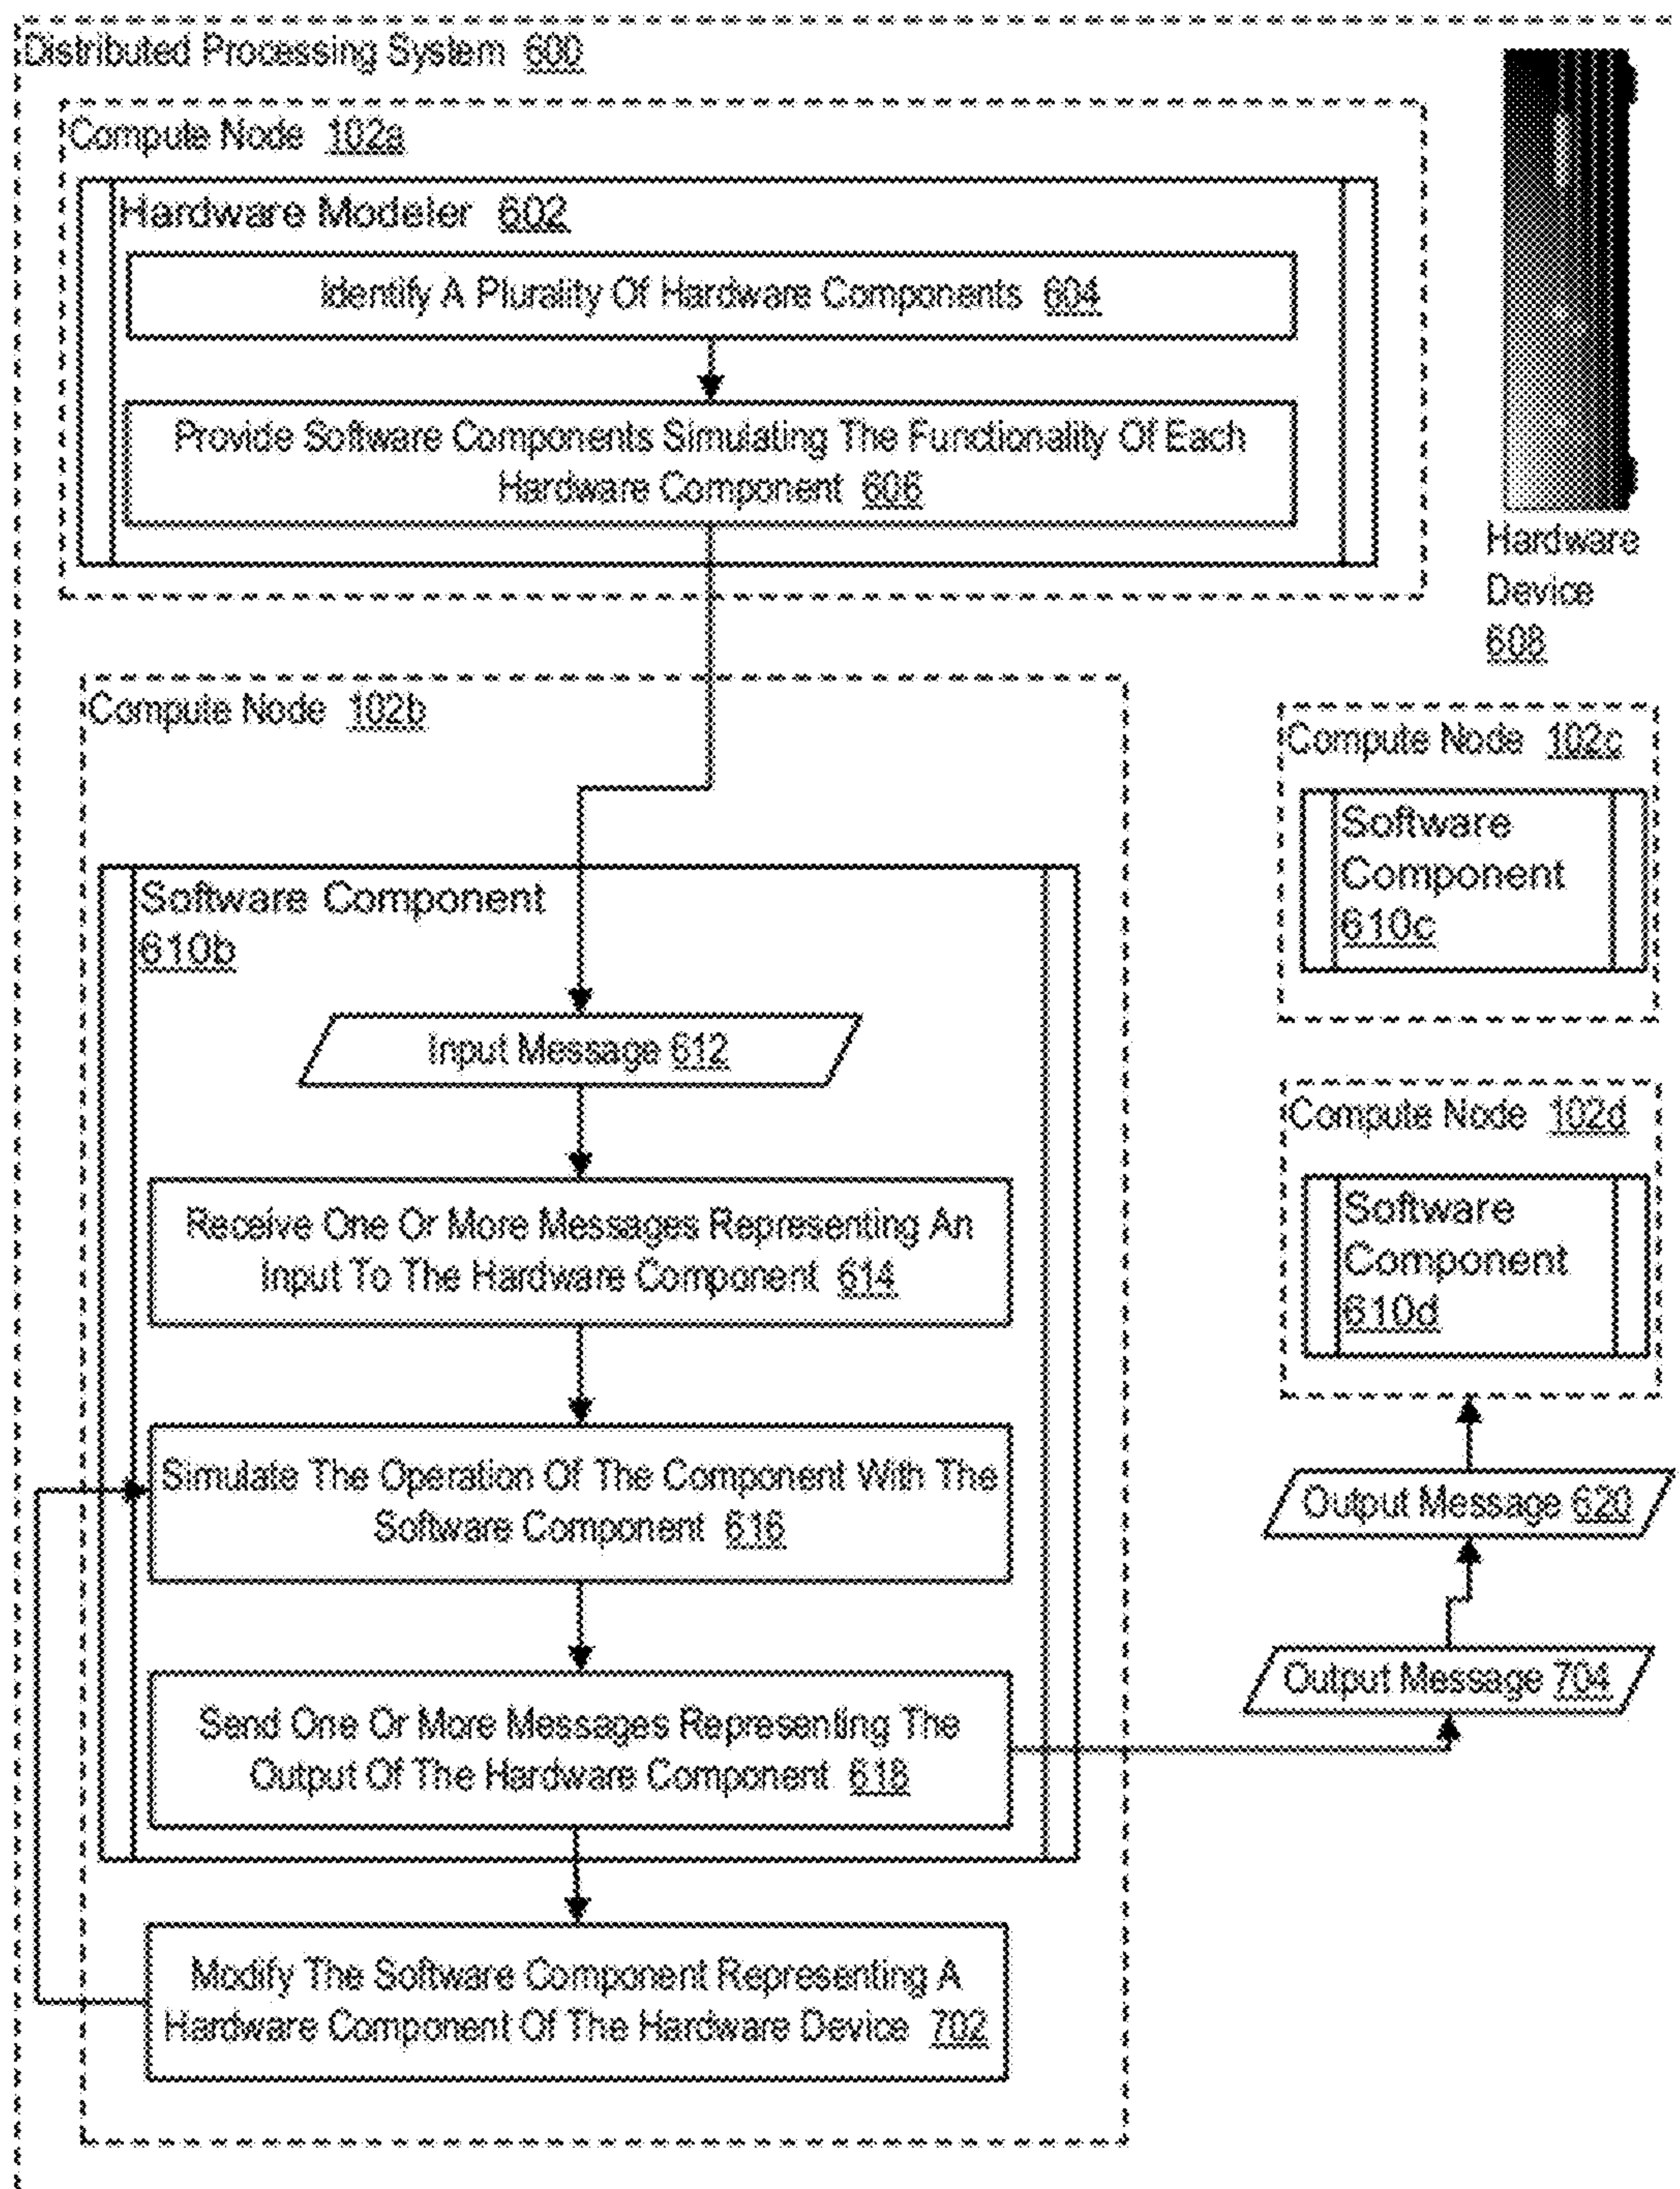 Distributed Processing System 600
Compute Node 102a
Hardware Modeler 602
Identify A Plurality Of Hardware Components 604
Provide Software Components Simulating The Functionality Of Each
Hardware Component 606
Hardware
Device
608
Compute Node 102b
Software Component
610b
Input Message 612
Receive One Or More Messages Representing An
Input To The Hardware Component 614
Simulate The Operation Of The Component With The
Software Component 616
Send One Or More Messages Representing The
Output Of The Hardware Component 618
Modify The Software Component Representing A
Hardware Component Of The Hardware Device 702
Compute Node 102c
Software
Component
610c
Compute Node 102d
Software
Component
610d
Output Message 620
Output Message 704